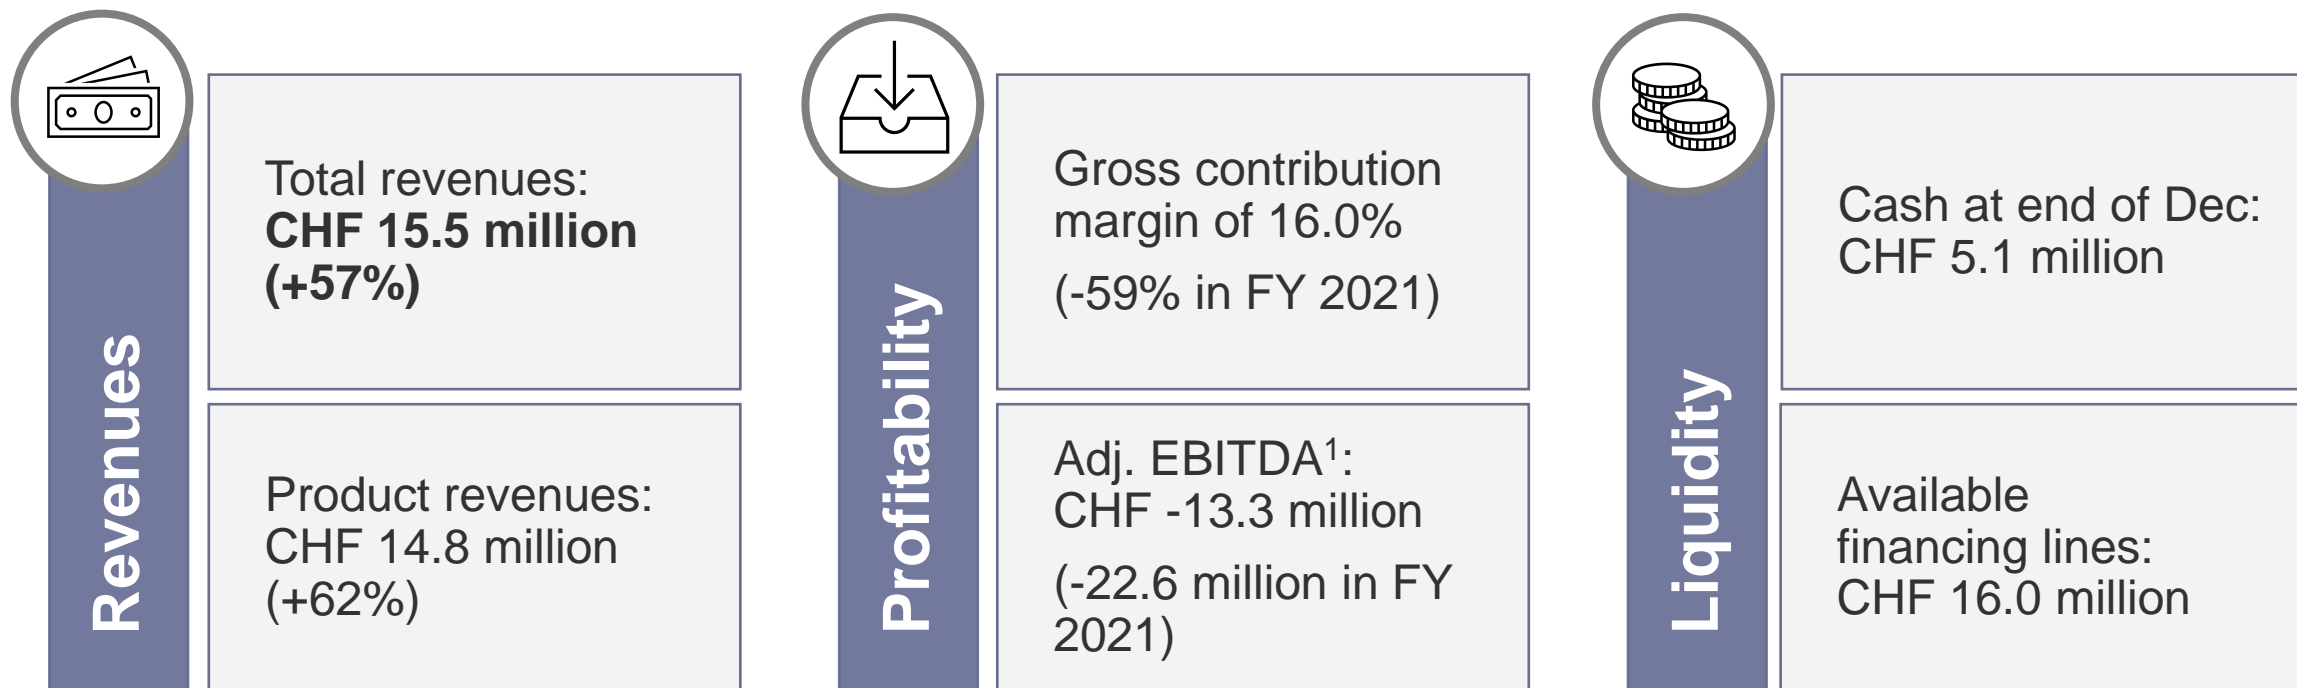 Revenues
Total revenues:
CHF 15.5 million
(+57%)
Product revenues:
CHF 14.8 million
(+62%)
Profitability
Gross contribution
margin of 16.0%
(-59% in FY 2021)
Adj. EBITDA¹:
CHF -13.3 million
(-22.6 million in FY
2021)
Liquidity
Cash at end of Dec:
CHF 5.1 million
Available
financing lines:
CHF 16.0 million